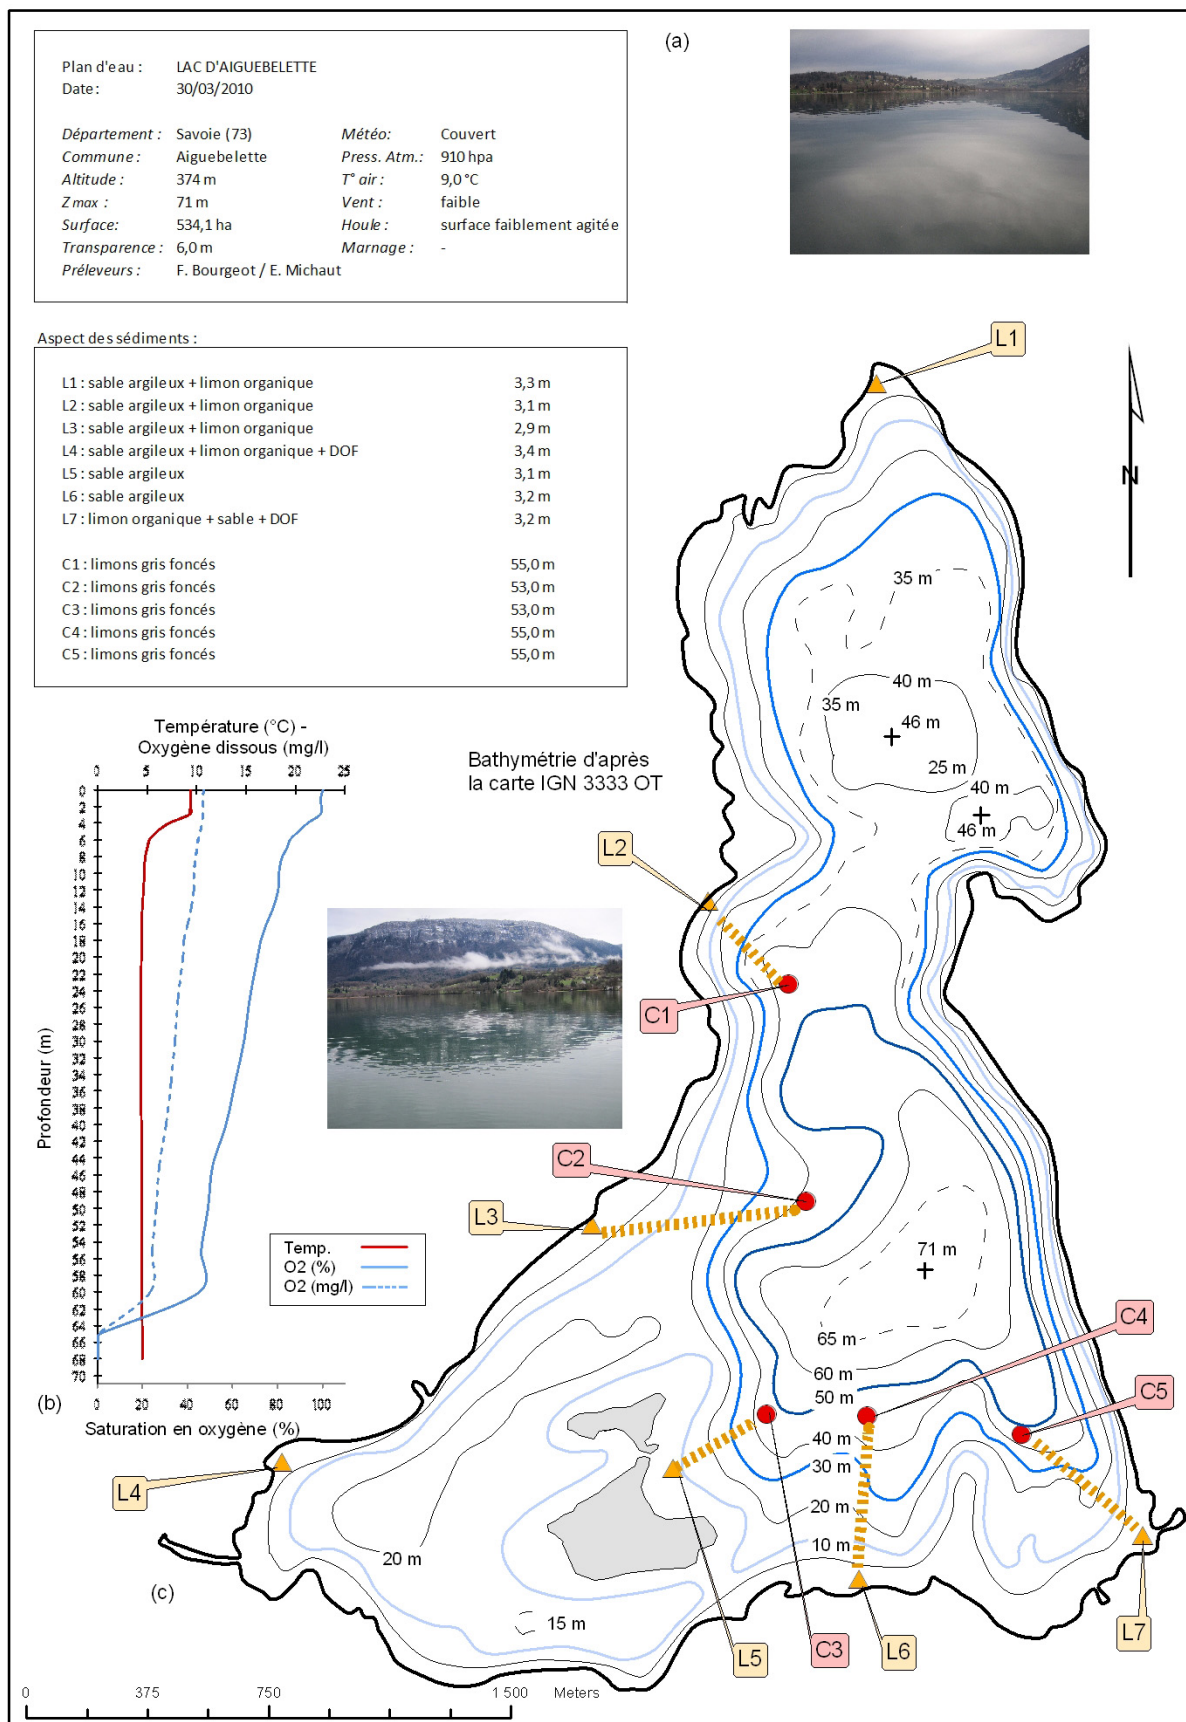 (a)
Plan d'eau : LAC D'AIGUEBELETTE
Date : 30/03/2010
Département : Savoie (73) Météo: Couvert
Commune : Aiguebelette Press. Atm.: 910 hpa
Altitude : 374 m T° air : 9,0 °C
Z max : 71 m Vent : faible
Surface: 534,1 ha Houle : surface faiblement agitée
Transparence : 6,0 m Marnage : -
Préleveurs : F. Bourgeot / E. Michaut
Aspect des sédiments :
L1 : sable argileux + limon organique 3,3 m
L2 : sable argileux + limon organique 3,1 m
L3 : sable argileux + limon organique 2,9 m
L4 : sable argileux + limon organique + DOF 3,4 m
L5 : sable argileux 3,1 m
L6 : sable argileux 3,2 m
L7 : limon organique + sable + DOF 3,2 m
C1 : limons gris foncés 55,0 m
C2 : limons gris foncés 53,0 m
C3 : limons gris foncés 53,0 m
C4 : limons gris foncés 55,0 m
C5 : limons gris foncés 55,0 m
Température (°C) -
Oxygène dissous (mg/l)
0 5 10 15 20 25
0
2
4
6
8
10
12
14
16
18
20
22
24
26
28
30
32
34
36
38
40
42
44
46
48
50
52
54
56
58
60
62
64
66
68
70
Profondeur (m)
0 20 40 60 80 100
Saturation en oxygène (%)
(b)
Temp.
O2 (%)
O2 (mg/l)
Bathymétrie d'après
la carte IGN 3333 OT
L1
N
35 m
40 m
35 m
46 m
25 m
40 m
46 m
L2
C1
C2
L3
71 m
C4
65 m
60 m
50 m
C5
40 m
30 m
L4
20 m
10 m
20 m
(c)
15 m
L5
C3
L6
L7
0 375 750 1 500 Meters